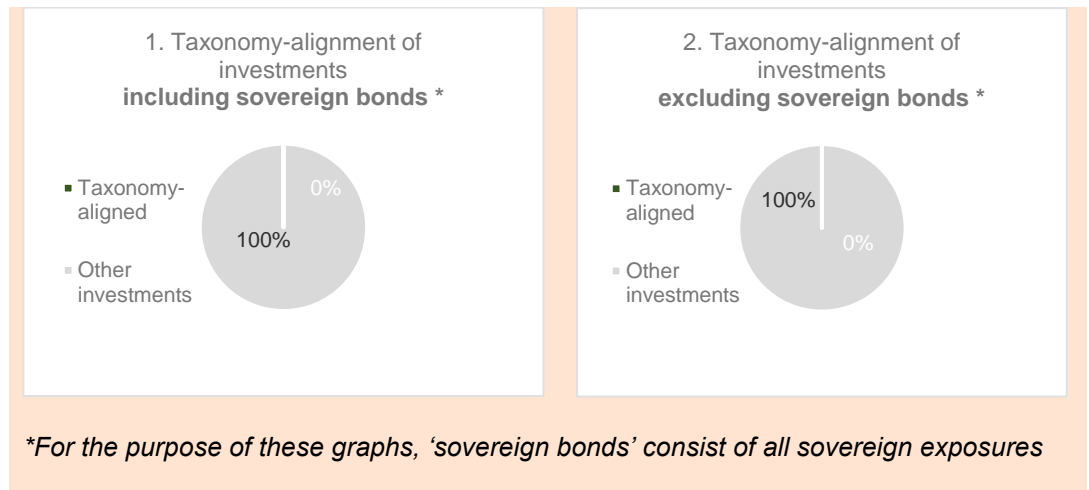 1. Taxonomy-alignment of
investments
including sovereign bonds *
Taxonomy-
aligned
Other
investments
0%
100%
2. Taxonomy-alignment of
investments
excluding sovereign bonds *
Taxonomy-
aligned
Other
investments
100%
0%
*For the purpose of these graphs, ‘sovereign bonds’ consist of all sovereign exposures